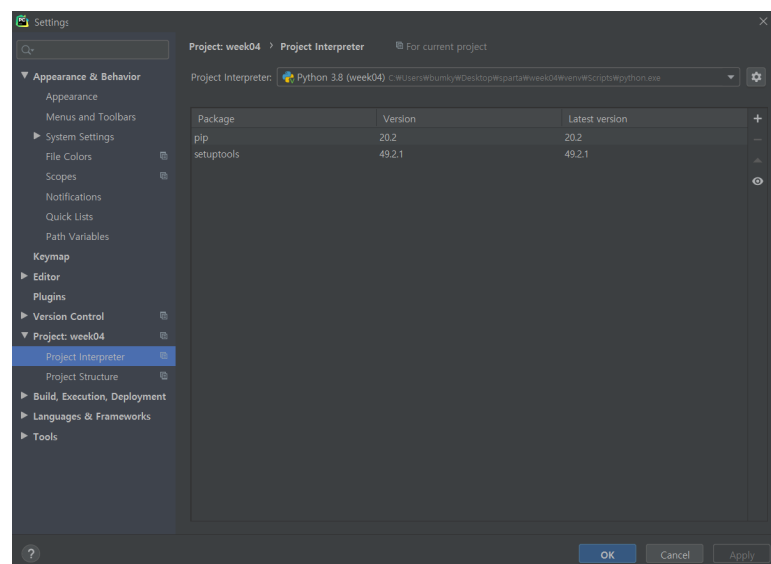 PC Settings
Project: week04 › Project Interpreter For current project
Project Interpreter: Python 3.8 (week04) C:₩Users₩bumky₩Desktop₩sparta₩week04₩venv₩Scripts₩python.exe
Appearance & Behavior
Appearance
Menus and Toolbars
System Settings
File Colors
Scopes
Notifications
Quick Lists
Path Variables
Keymap
Editor
Plugins
Version Control
Project: week04
Project Interpreter
Project Structure
Build, Execution, Deployment
Languages & Frameworks
Tools
Package Version Latest version
pip 20.2 20.2
setuptools 49.2.1 49.2.1
? OK Cancel Apply